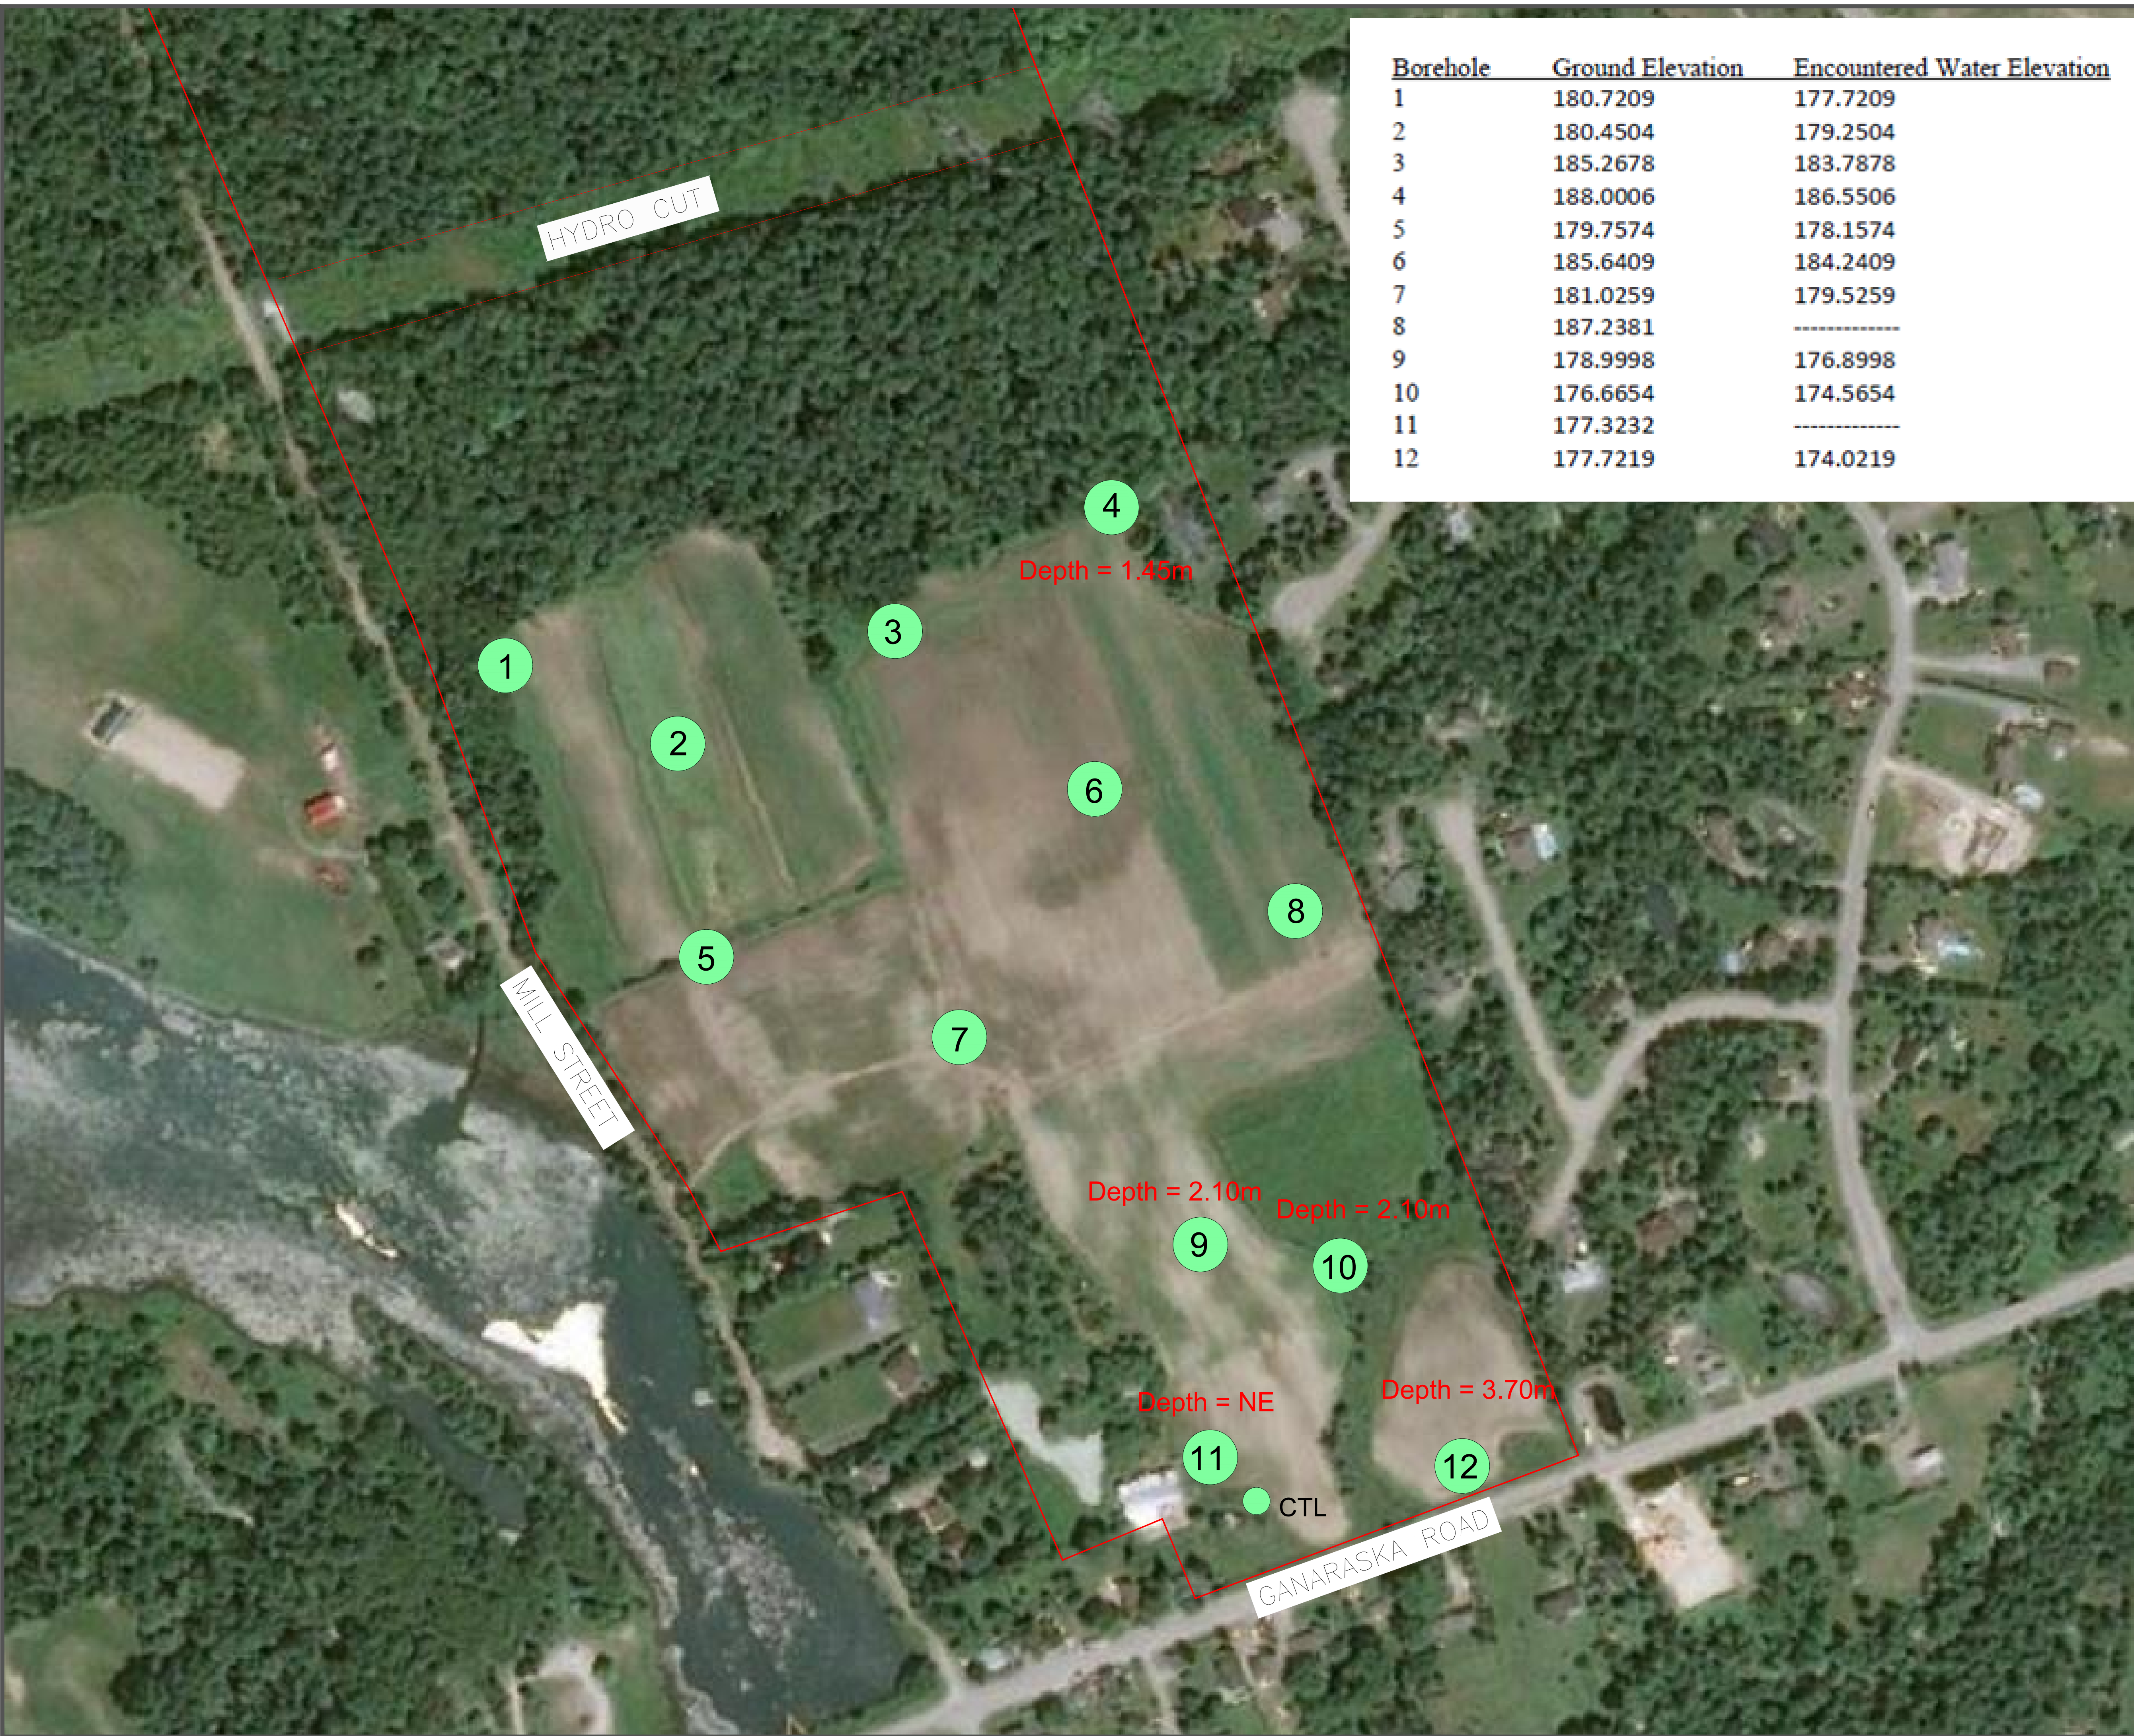 Borehole Ground Elevation Encountered Water Elevation
1 180.7209 177.7209
2 180.4504 179.2504
3 185.2678 183.7878
4 188.0006 186.5506
5 179.7574 178.1574
6 185.6409 184.2409
7 181.0259 179.5259
8 187.2381 -------------
9 178.9998 176.8998
10 176.6654 174.5654
11 177.3232 -------------
12 177.7219 174.0219
HYDRO CUT
4
Depth = 1.45m
3
1
2
6
8
5
MILL STREET
7
Depth = 2.10m
Depth = 2.10m
9
10
Depth = NE
Depth = 3.70m
11
12
CTL
GANARASKA ROAD